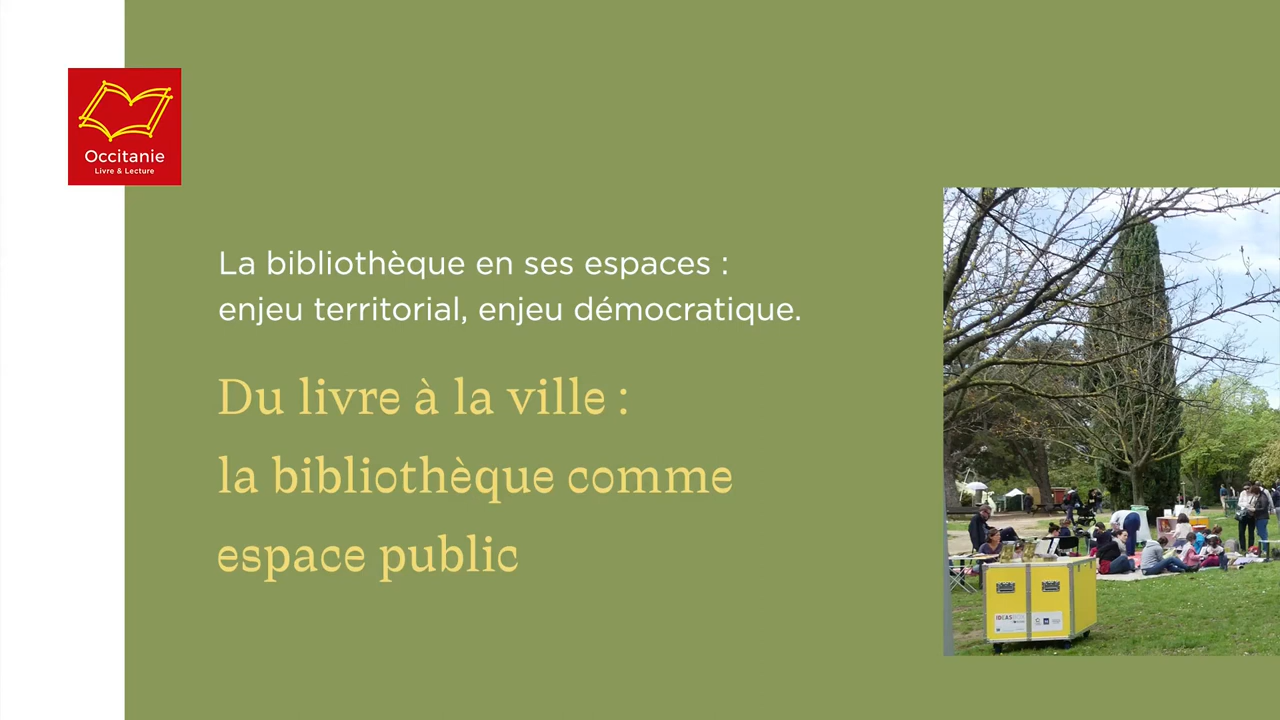 Occitanie
Livre & Lecture
La bibliothèque en ses espaces :
enjeu territorial, enjeu démocratique.
Du livre à la ville :
la bibliothèque comme
espace public
IDEAS